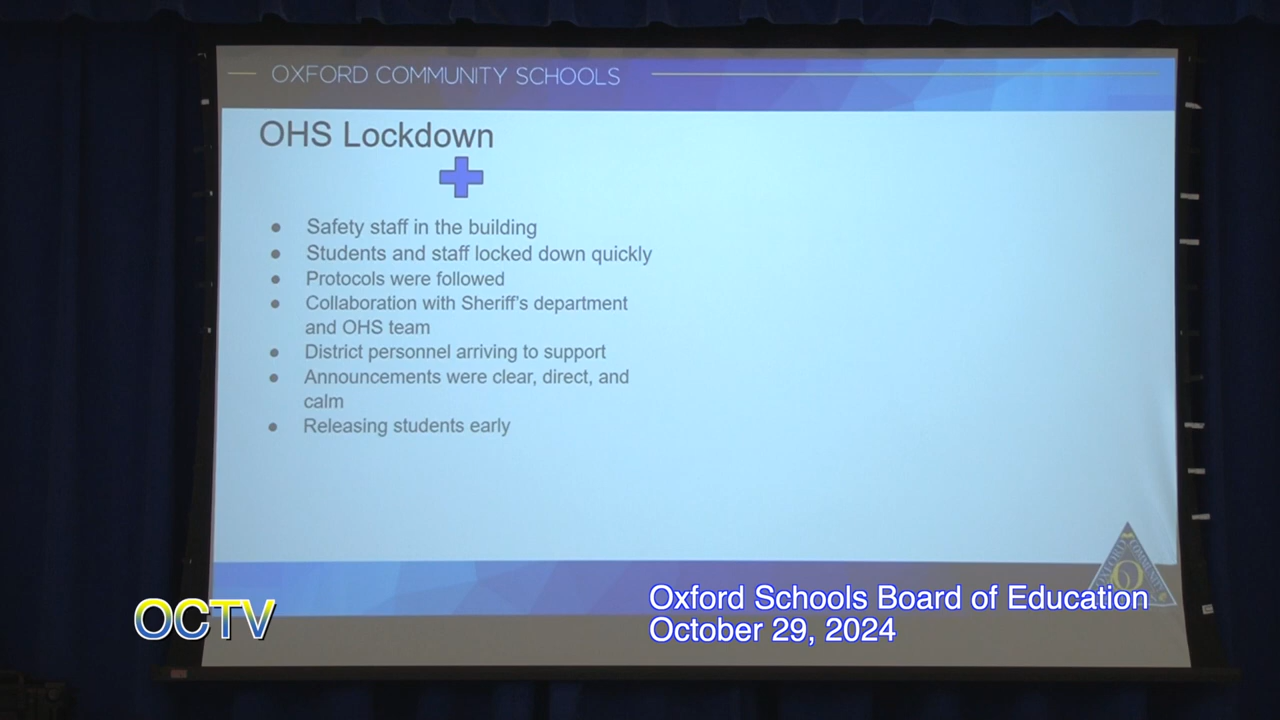 OXFORD COMMUNITY SCHOOLS
OHS Lockdown
● Safety staff in the building
● Students and staff locked down quickly
● Protocols were followed
● Collaboration with Sheriff's department
and OHS team
● District personnel arriving to support
● Announcements were clear, direct, and
calm
● Releasing students early
OXFORD COMMUNITY
O
OCTV
Oxford Schools Board of Education
October 29, 2024